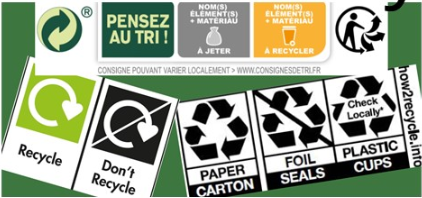 ®
PENSEZ
AU TRI !
NOM(S)
ÉLÉMENT(S)
+ MATÉRIAU
À JETER
NOM(S)
ÉLÉMENT(S)
+ MATÉRIAU
À RECYCLER
CONSIGNE POUVANT VARIER LOCALEMENT > WWW.CONSIGNESDETRI.FR
Recycle
Don't
Recycle
PAPER
CARTON
FOIL
SEALS
Check
Locally*
PLASTIC
CUPS
how2recycle.info